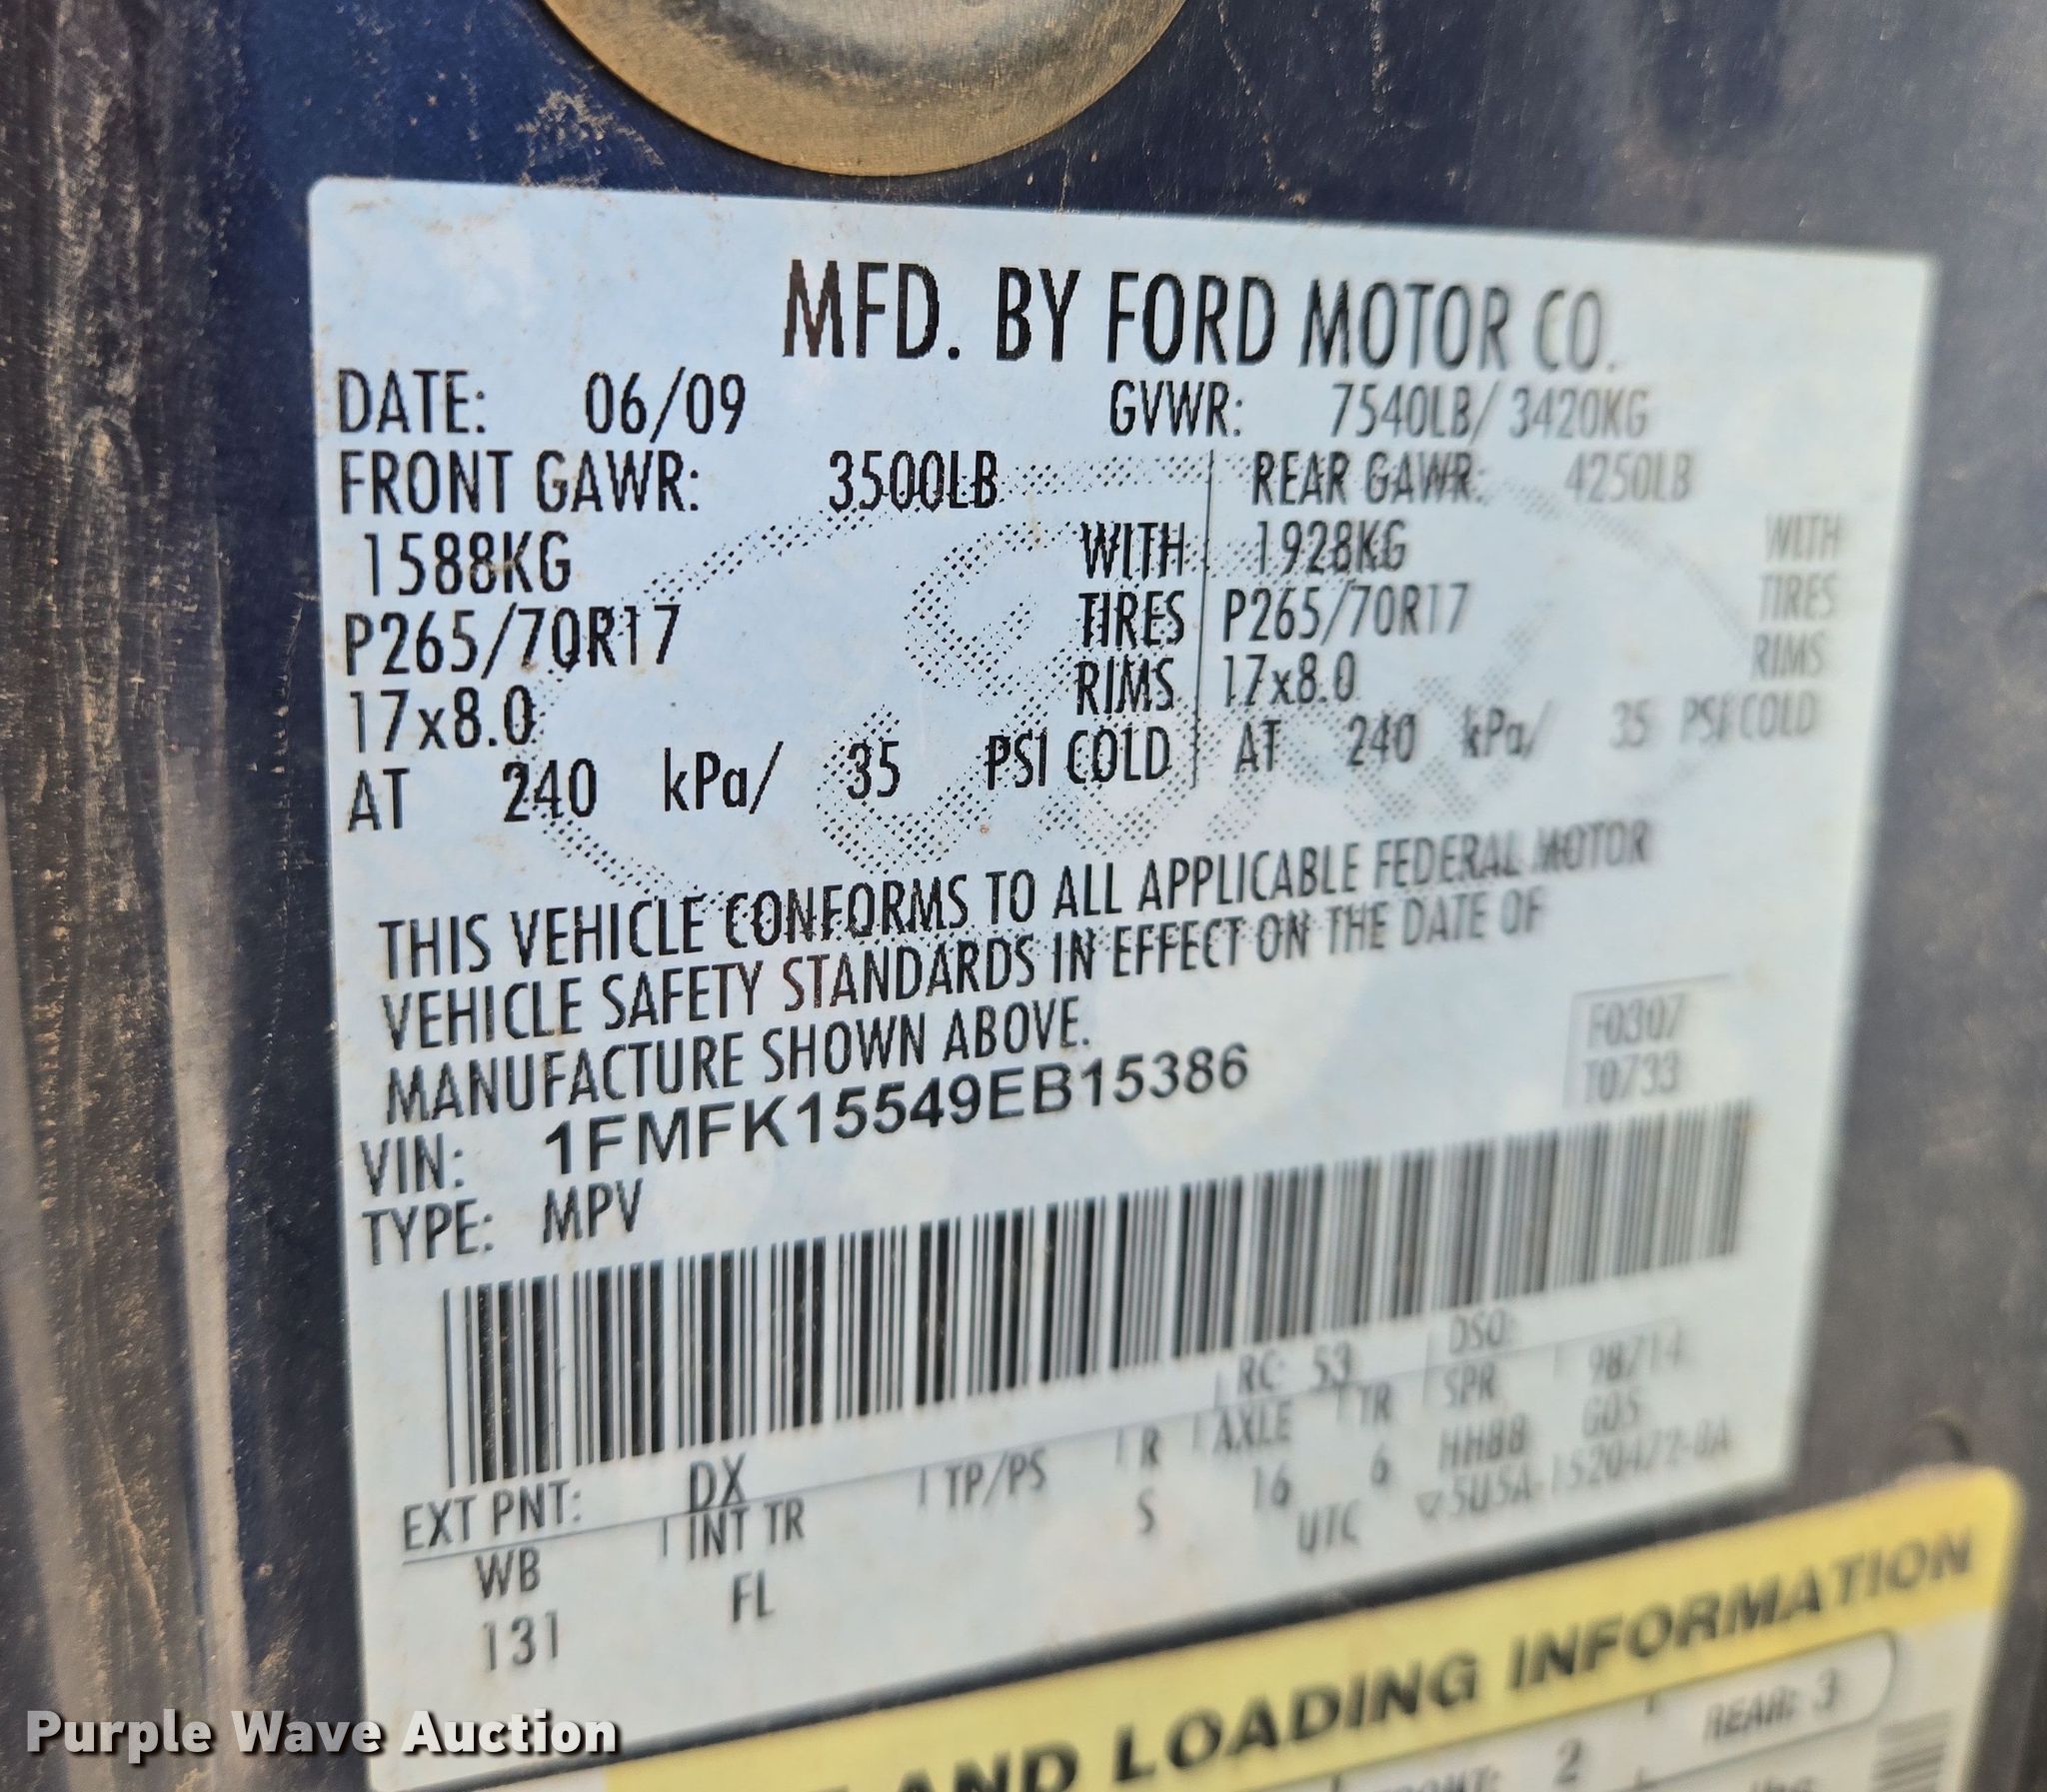 MFD. BY FORD MOTOR CO.
DATE: 06/09 GVWR: 7540LB/ 3420KG
FRONT GAWR: 3500LB REAR GAWR: 4250LB
1588KG WITH 1928KG WITH
P265/70R17 TIRES P265/70R17 TIRES
17x8.0 RIMS 17x8.0 RIMS
AT 240 kPa/ 35 PSI COLD AT 240 kPa/ 35 PSI COLD
THIS VEHICLE CONFORMS TO ALL APPLICABLE FEDERAL MOTOR
VEHICLE SAFETY STANDARDS IN EFFECT ON THE DATE OF
MANUFACTURE SHOWN ABOVE.
F0307
T0733
VIN: 1FMFK15549EB15386
TYPE: MPV
EXT PNT: DX RC: 53 DSO:
WB INT TR TP/PS R AXLE TR SPR
131 FL S 16 6 HH88 G05
UTC
AND LOADING INFORMATION
2 REAR: 3
Purple Wave Auction